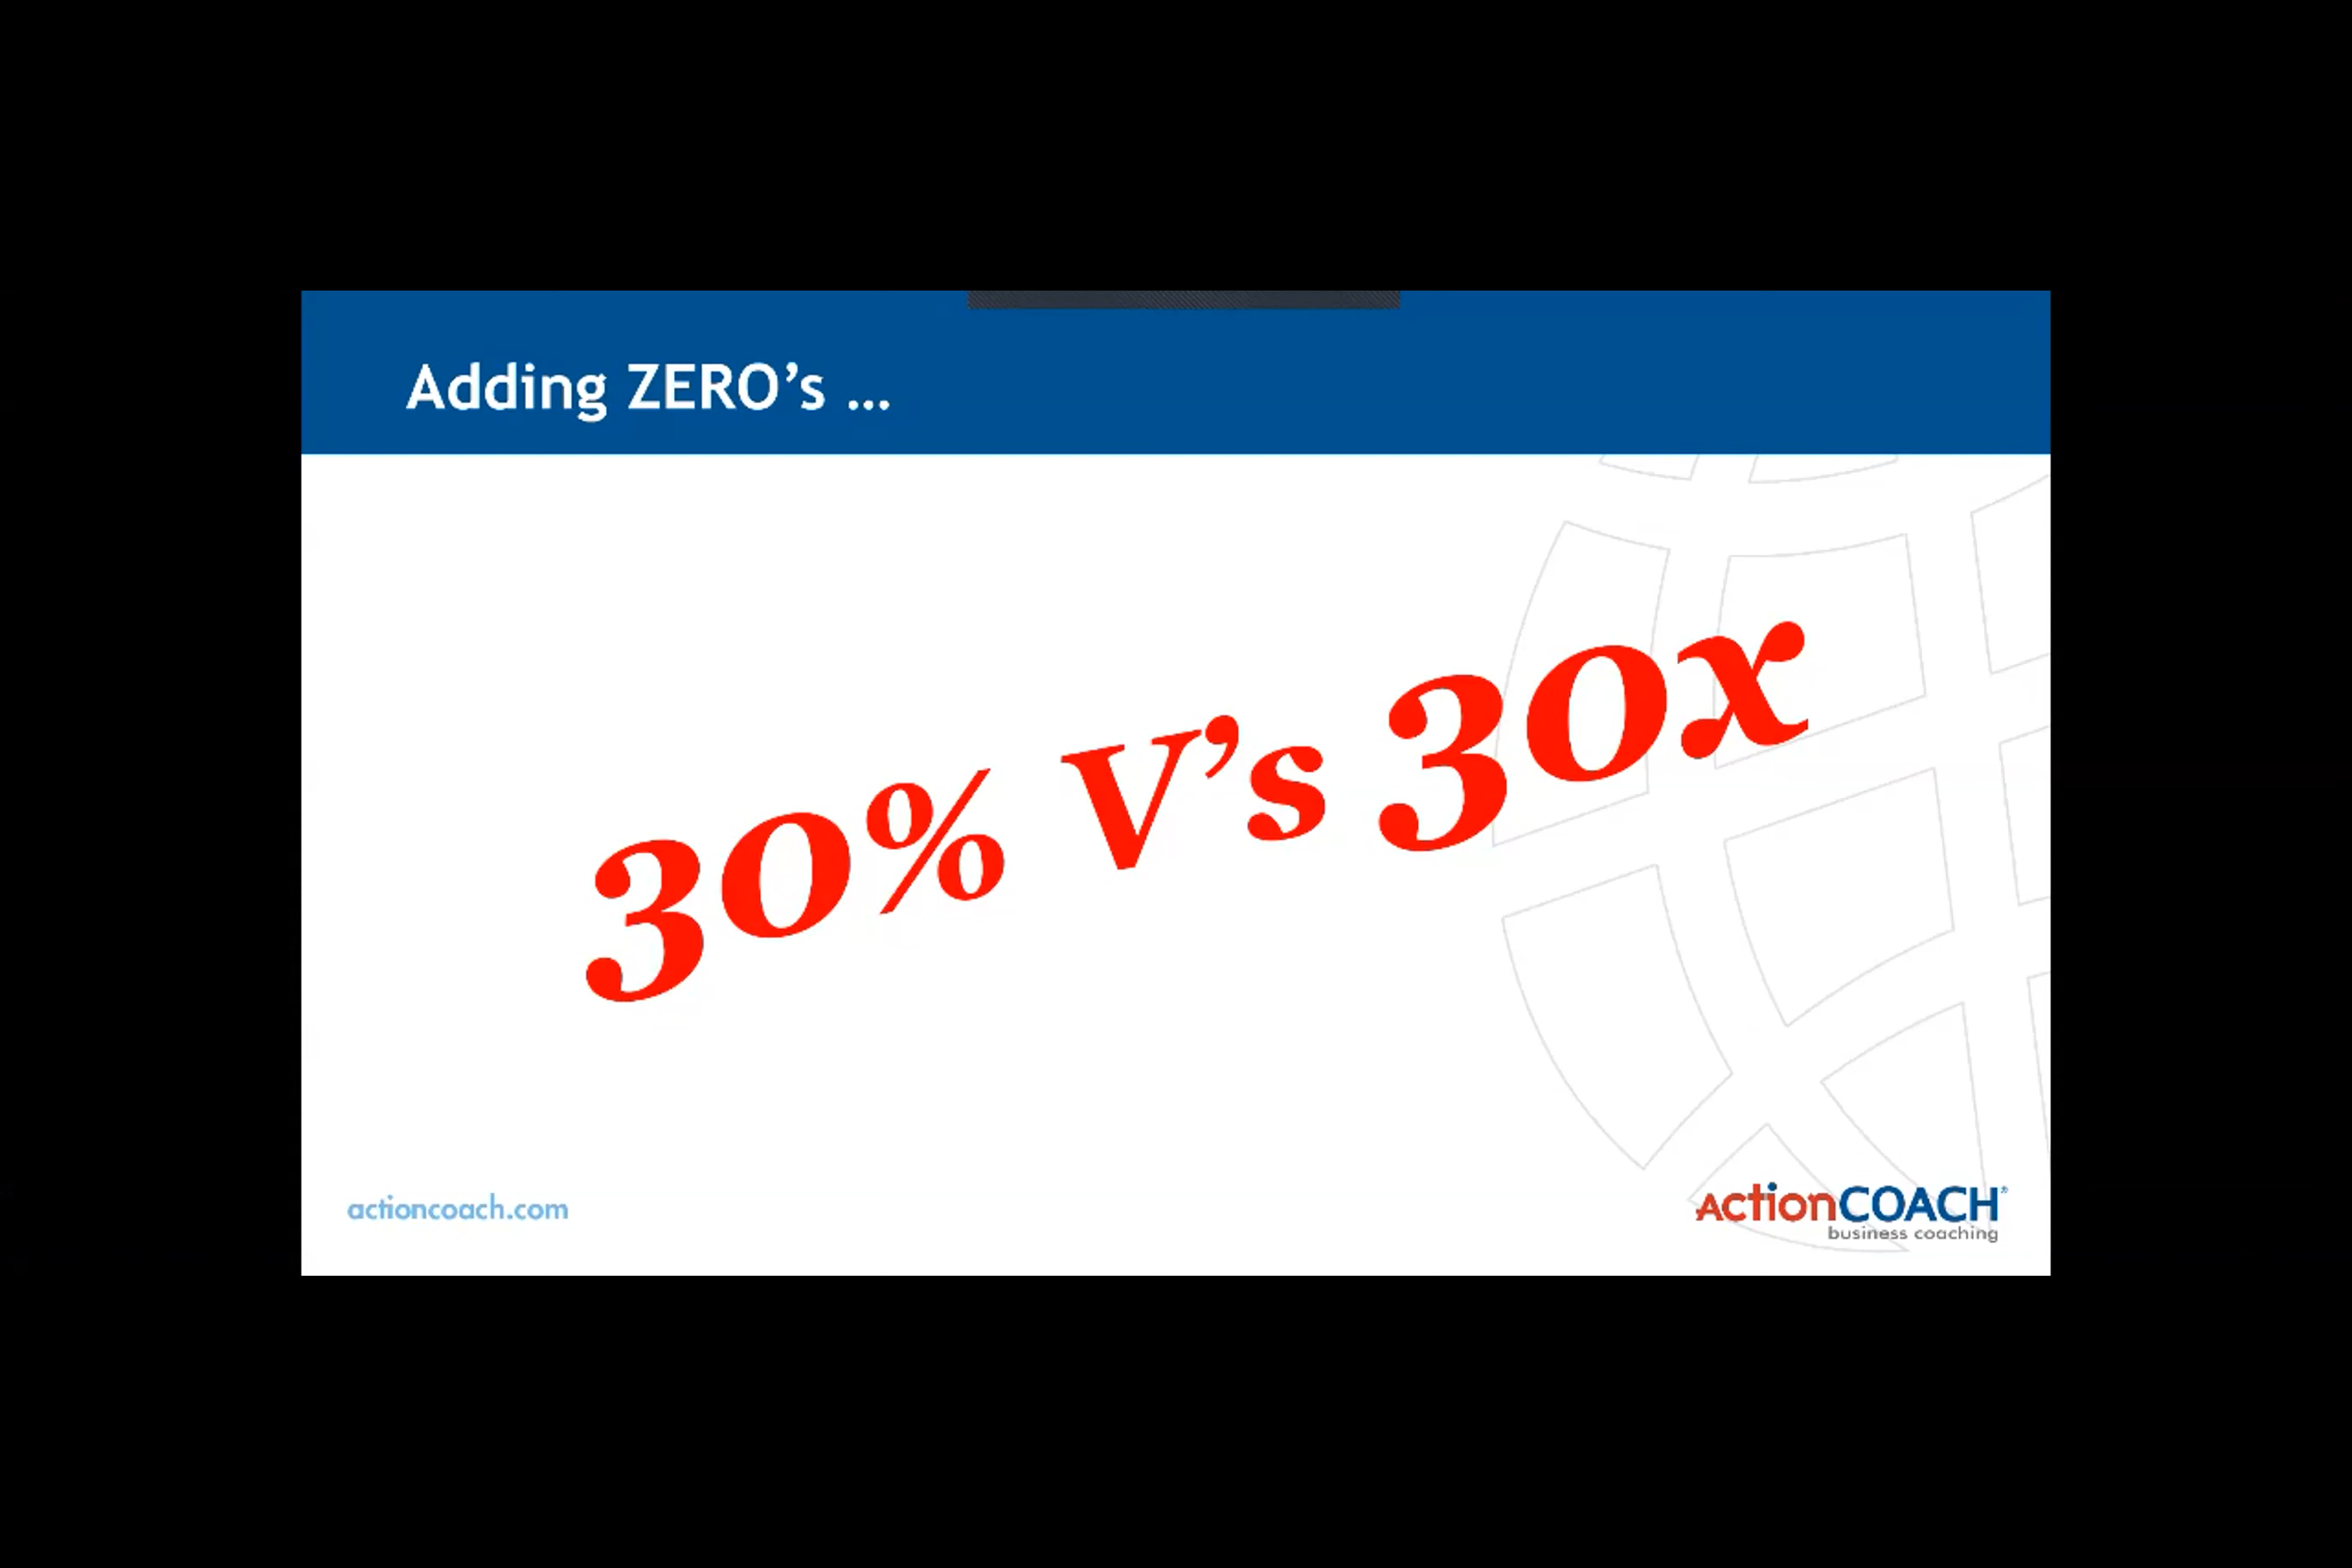 Adding ZERO’s ...
30% V’s 30x
actioncoach.com
ActionCOACH®
business coaching